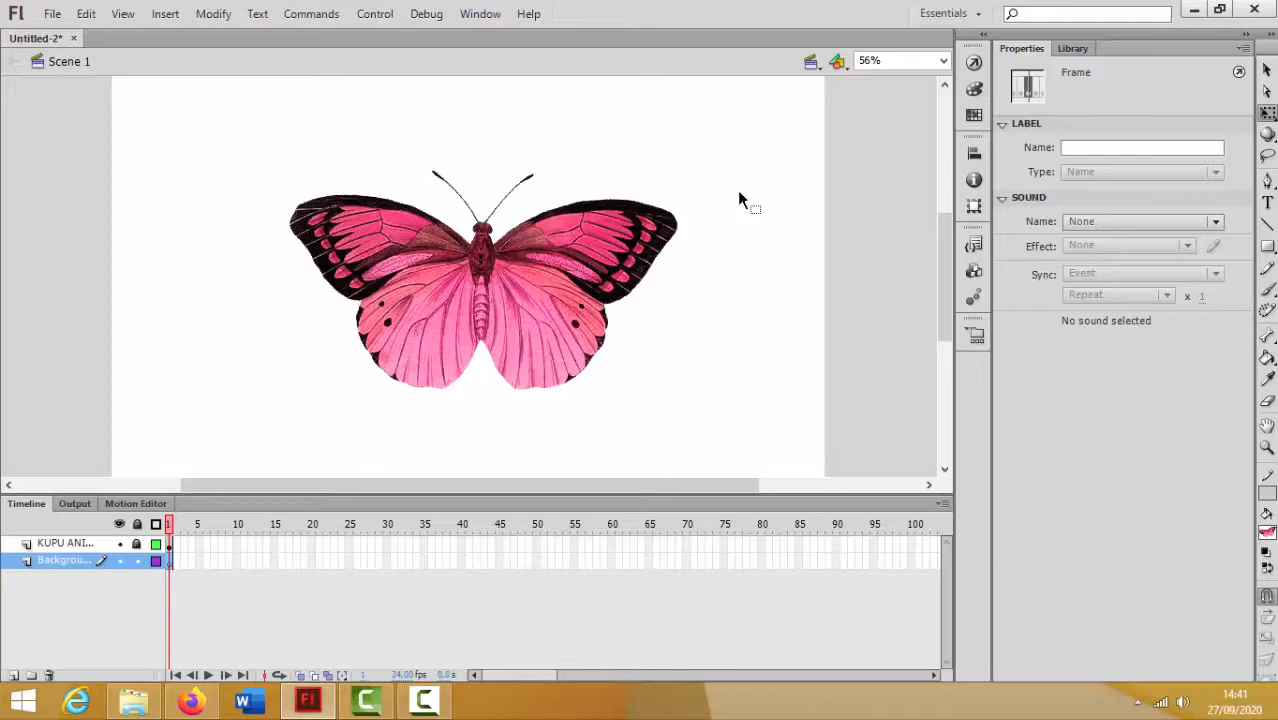 Fl File Edit View Insert Modify Text Commands Control Debug Window Help Essentials
Untitled-2* ×
Scene 1 56%
Properties Library
Frame
LABEL
Name:
Type: Name
SOUND
Name: None
Effect: None
Sync: Event
Repeat x 1
No sound selected
Timeline Output Motion Editor
1 5 10 15 20 25 30 35 40 45 50 55 60 65 70 75 80 85 90 95 100
KUPU ANI...
Backgrou...
1 24.00 fps 0.0 s
14:41
27/09/2020